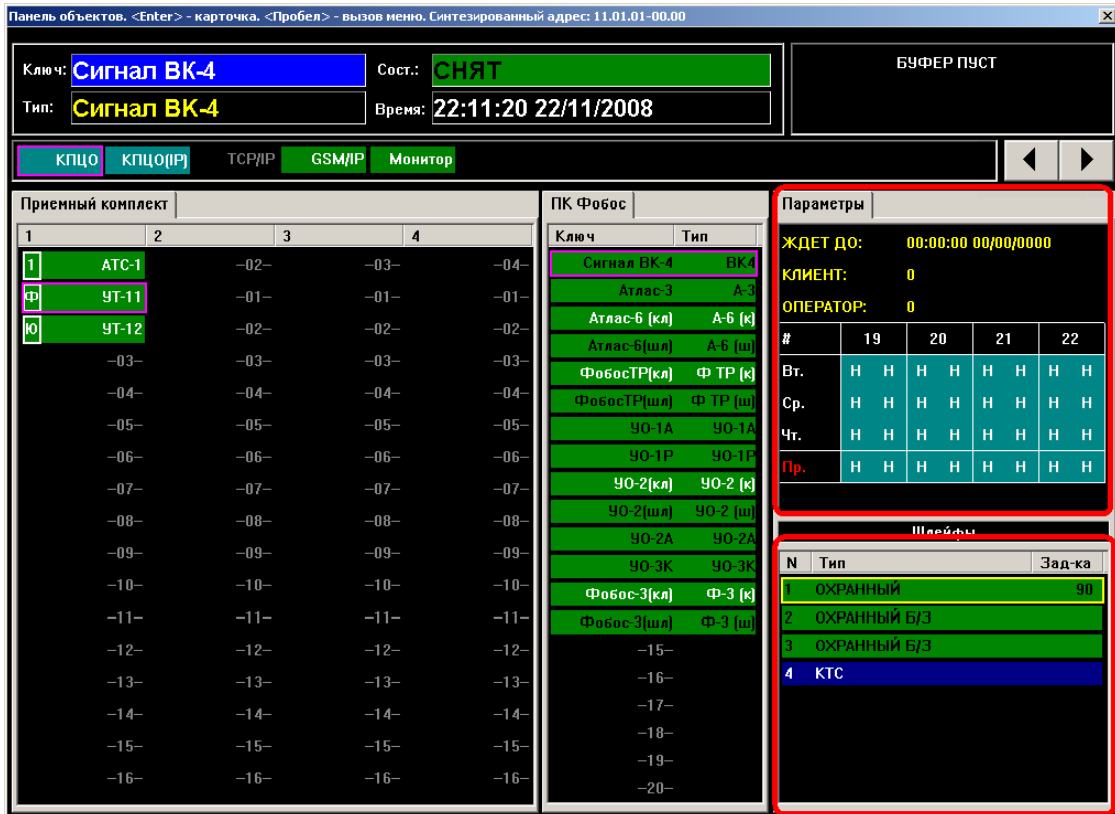 Панель объектов. <Enter> - карточка. <Пробел> - вызов меню. Синтезированный адрес: 11.01.01-00.00
Ключ: Сигнал ВК-4 Сост.: СНЯТ
Тип: Сигнал ВК-4 Время: 22:11:20 22/11/2008
БУФЕР ПУСТ
КПЦО КПЦО(IP) TCP/IP GSM/IP Монитор
Приемный комплект
1 2 3 4
1 АТС-1 -02- -03- -04-
Ф УТ-11 -01- -01- -01-
Ю УТ-12 -02- -02- -02-
-03- -03- -03- -03-
-04- -04- -04- -04-
-05- -05- -05- -05-
-06- -06- -06- -06-
-07- -07- -07- -07-
-08- -08- -08- -08-
-09- -09- -09- -09-
-10- -10- -10- -10-
-11- -11- -11- -11-
-12- -12- -12- -12-
-13- -13- -13- -13-
-14- -14- -14- -14-
-15- -15- -15- -15-
-16- -16- -16- -16-
ПК Фобос
Ключ Тип
Сигнал ВК-4 ВК4
Атлас-3 А-3
Атлас-6 (кл) А-6 (к)
Атлас-6(шл) А-6 (ш)
ФобосТР(кл) Ф ТР (к)
ФобосТР(шл) Ф ТР (ш)
УО-1А УО-1А
УО-1Р УО-1Р
УО-2(кл) УО-2 (к)
УО-2(шл) УО-2 (ш)
УО-2А УО-2А
УО-3К УО-3К
Фобос-3(кл) Ф-3 (к)
Фобос-3(шл) Ф-3 (ш)
-15-
-16-
-17-
-18-
-19-
-20-
Параметры
ЖДЕТ ДО: 00:00:00 00/00/0000
КЛИЕНТ: 0
ОПЕРАТОР: 0
# 19 20 21 22
Вт. Н Н Н Н Н Н Н Н
Ср. Н Н Н Н Н Н Н Н
Чт. Н Н Н Н Н Н Н Н
Пр. Н Н Н Н Н Н Н Н
Шлейфы
N Тип Зад-ка
1 ОХРАННЫЙ 90
2 ОХРАННЫЙ Б/З
3 ОХРАННЫЙ Б/З
4 КТС